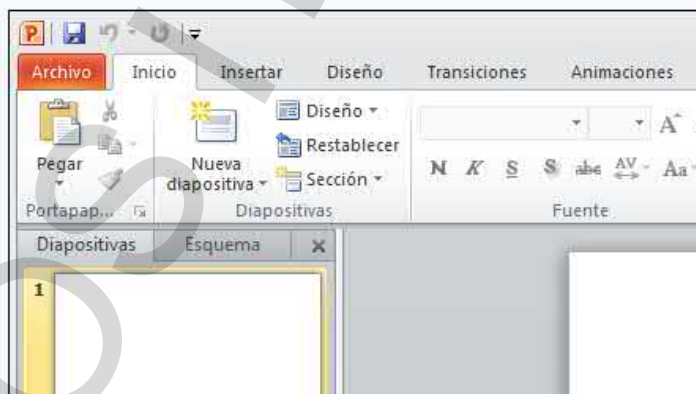 Archivo Inicio Insertar Diseño Transiciones Animaciones
Pegar
Nueva diapositiva
Diseño
Restablecer
Sección
N K S S abc AV Aa
A
Portapap... Diapositivas Fuente
Diapositivas Esquema
1